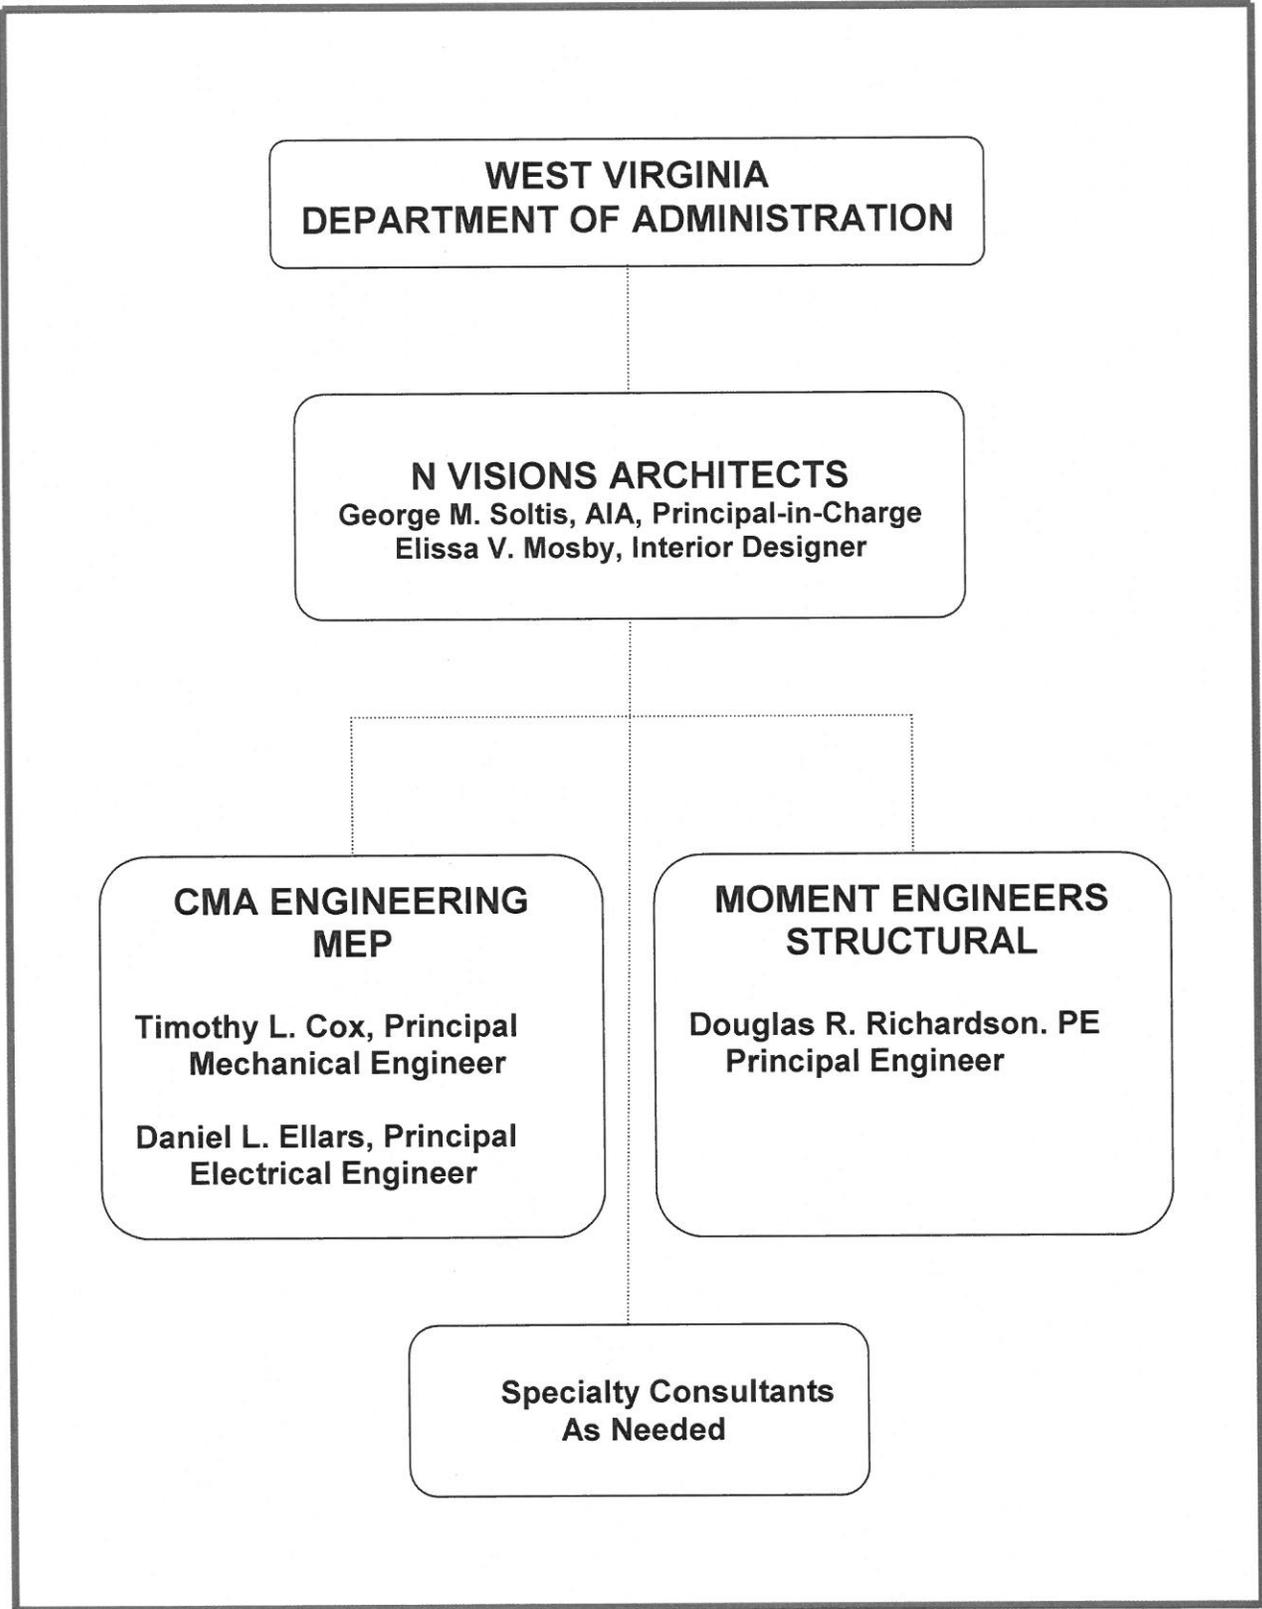 WEST VIRGINIA
DEPARTMENT OF ADMINISTRATION
N VISIONS ARCHITECTS
George M. Soltis, AIA, Principal-in-Charge
Elissa V. Mosby, Interior Designer
CMA ENGINEERING
MEP
Timothy L. Cox, Principal
Mechanical Engineer
Daniel L. Ellars, Principal
Electrical Engineer
MOMENT ENGINEERS
STRUCTURAL
Douglas R. Richardson. PE
Principal Engineer
Specialty Consultants
As Needed